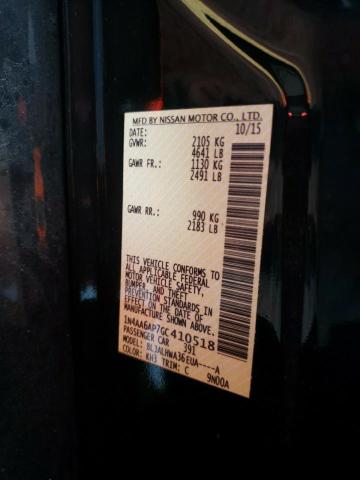 MFD BY NISSAN MOTOR CO., LTD.
DATE: 10/15
GVWR: 2105 KG
4641 LB
GAWR FR.: 1130 KG
2491 LB
GAWR RR.: 990 KG
2183 LB
THIS VEHICLE CONFORMS TO
ALL APPLICABLE FEDERAL
MOTOR VEHICLE SAFETY,
BUMPER AND THEFT
PREVENTION STANDARDS IN
EFFECT ON THE DATE OF
MANUFACTURE SHOWN ABOVE.
1N4AA6AP7GC410518
PASSENGER CAR 391
MODEL: BLJALHWA36EUA----A
COLOR: KH3 TRIM: C 9N00A